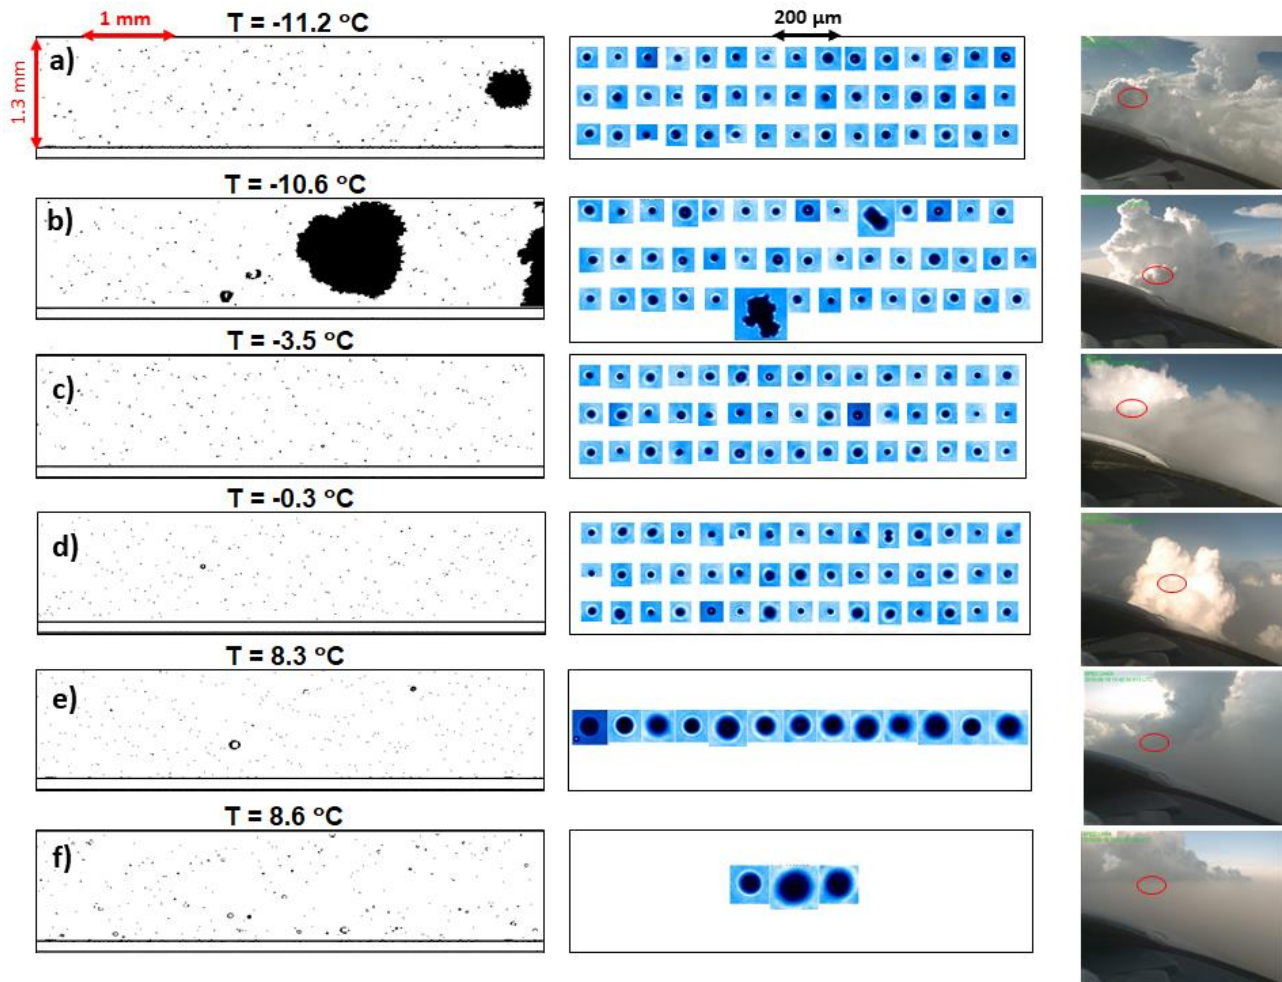 1 mm
T = -11.2 °C
200 µm
a)
1.3 mm
T = -10.6 °C
b)
T = -3.5 °C
c)
T = -0.3 °C
d)
T = 8.3 °C
e)
T = 8.6 °C
f)